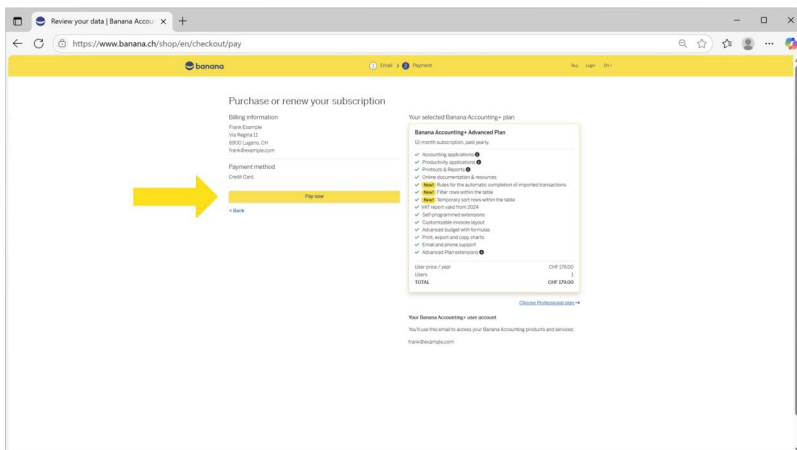 Review your data | Banana Accou
https://www.banana.ch/shop/en/checkout/pay
banana
1 Email > 2 Payment
Buy Login EN
Purchase or renew your subscription
Billing information
Frank Example
Via Regina 11
6900 Lugano, CH
frank@example.com
Payment method
Credit Card
Pay now
< Back
Your selected Banana Accounting+ plan
Banana Accounting+ Advanced Plan
12-month subscription, paid yearly.
Accounting applications
Productivity applications
Printouts & Reports
Online documentation & resources
New! Rules for the automatic completion of imported transactions
New! Filter rows within the table
New! Temporary sort rows within the table
VAT report valid from 2024
Self-programmed extensions
Customizable invoices layout
Advanced budget with formulas
Print, export and copy charts
Email and phone support
Advanced Plan extensions
User price / year CHF 179.00
Users 1
TOTAL CHF 179.00
Choose Professional plan →
Your Banana Accounting+ user account
You'll use this email to access your Banana Accounting products and services:
frank@example.com